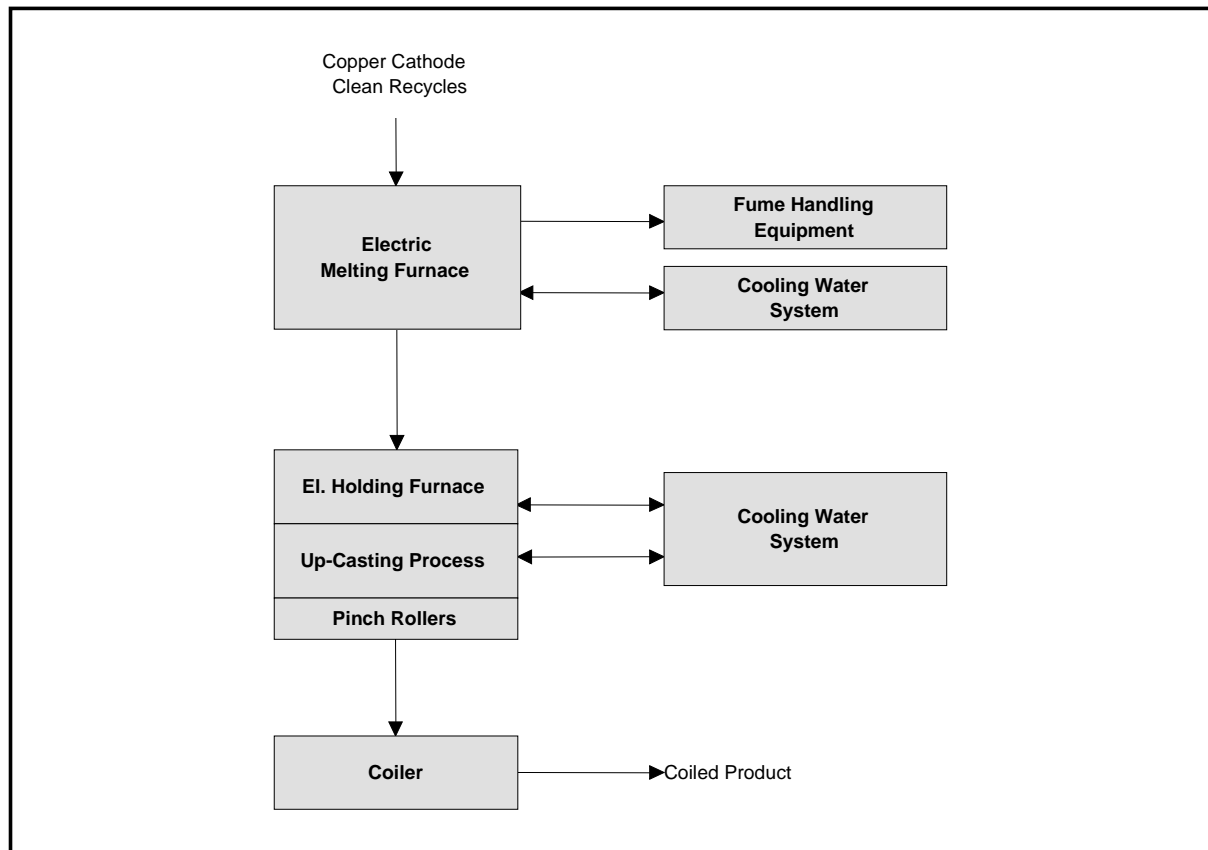 Copper Cathode
Clean Recycles
Electric
Melting Furnace
Fume Handling
Equipment
Cooling Water
System
El. Holding Furnace
Up-Casting Process
Pinch Rollers
Cooling Water
System
Coiler
Coiled Product